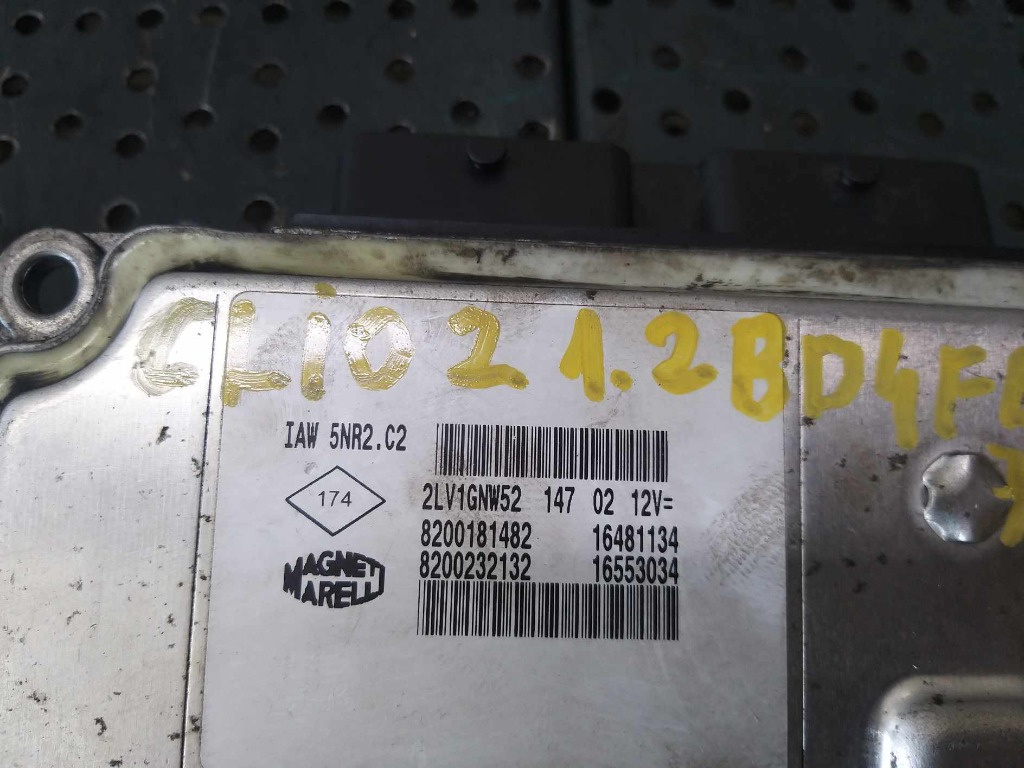 CLIO 2 1.2B D4F
IAW 5NR2.C2
174
2LV1GNW52 147 02 12V=
8200181482 16481134
8200232132 16553034
MAGNETI
MARELLI